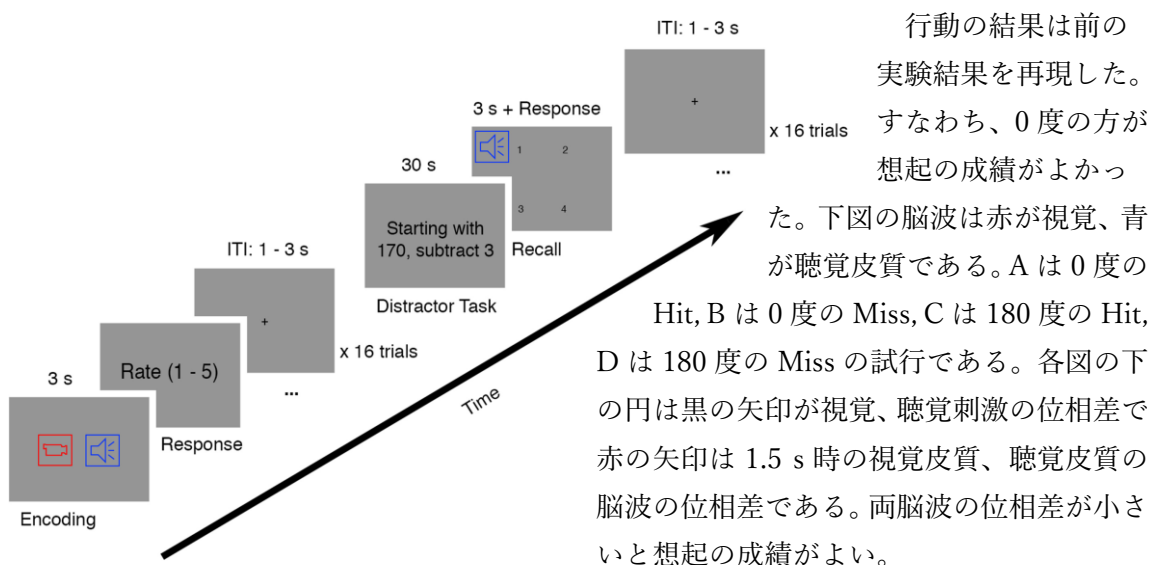 行動の結果は前の
実験結果を再現した。
すなわち、0 度の方が
想起の成績がよかっ
た。下図の脳波は赤が視覚、青
が聴覚皮質である。A は 0 度の
Hit, B は 0 度の Miss, C は 180 度の Hit,
D は 180 度の Miss の試行である。各図の下
の円は黒の矢印が視覚、聴覚刺激の位相差で
赤の矢印は 1.5 s 時の視覚皮質、聴覚皮質の
脳波の位相差である。両脳波の位相差が小さ
いと想起の成績がよい。
3 s
Encoding
Rate (1 - 5)
Response
ITI: 1 - 3 s
+
x 16 trials
...
30 s
Starting with
170, subtract 3
Distractor Task
3 s + Response
1 2
3 4
Recall
ITI: 1 - 3 s
+
x 16 trials
...
Time